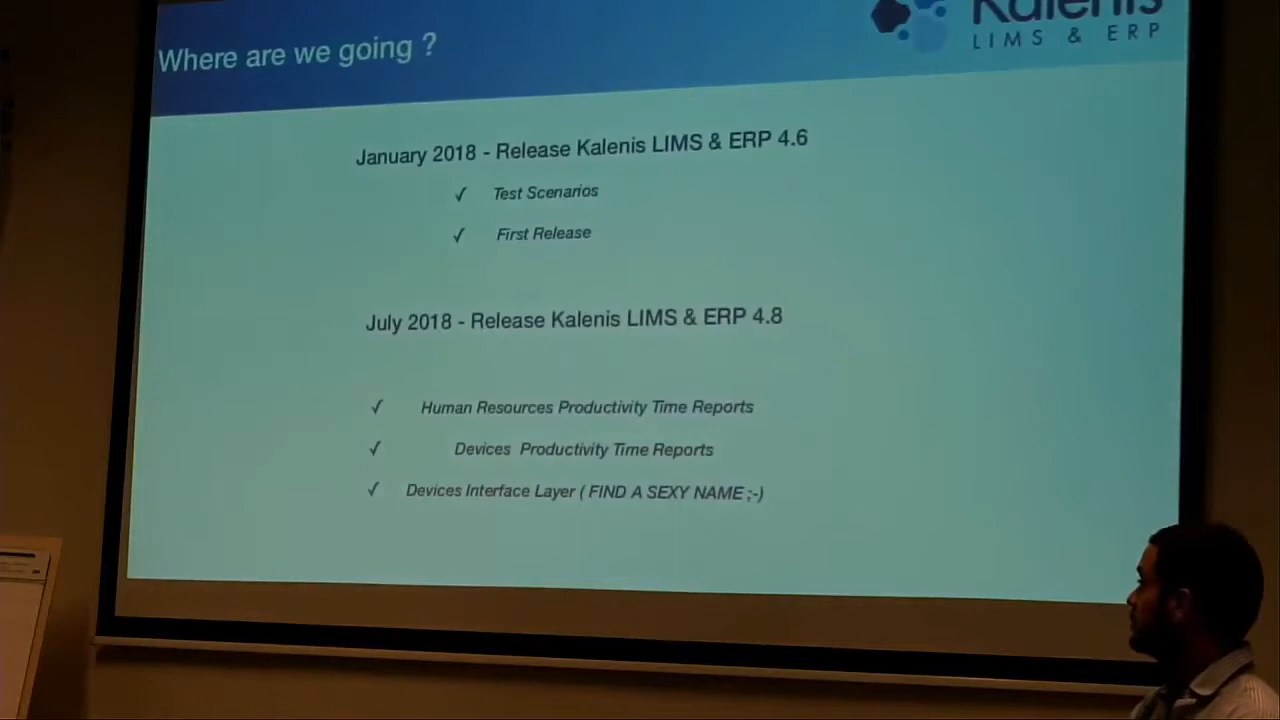 Where are we going ?
Kalenis
LIMS & ERP
January 2018 - Release Kalenis LIMS & ERP 4.6
✓ Test Scenarios
✓ First Release
July 2018 - Release Kalenis LIMS & ERP 4.8
✓ Human Resources Productivity Time Reports
✓ Devices Productivity Time Reports
✓ Devices Interface Layer ( FIND A SEXY NAME ;-)